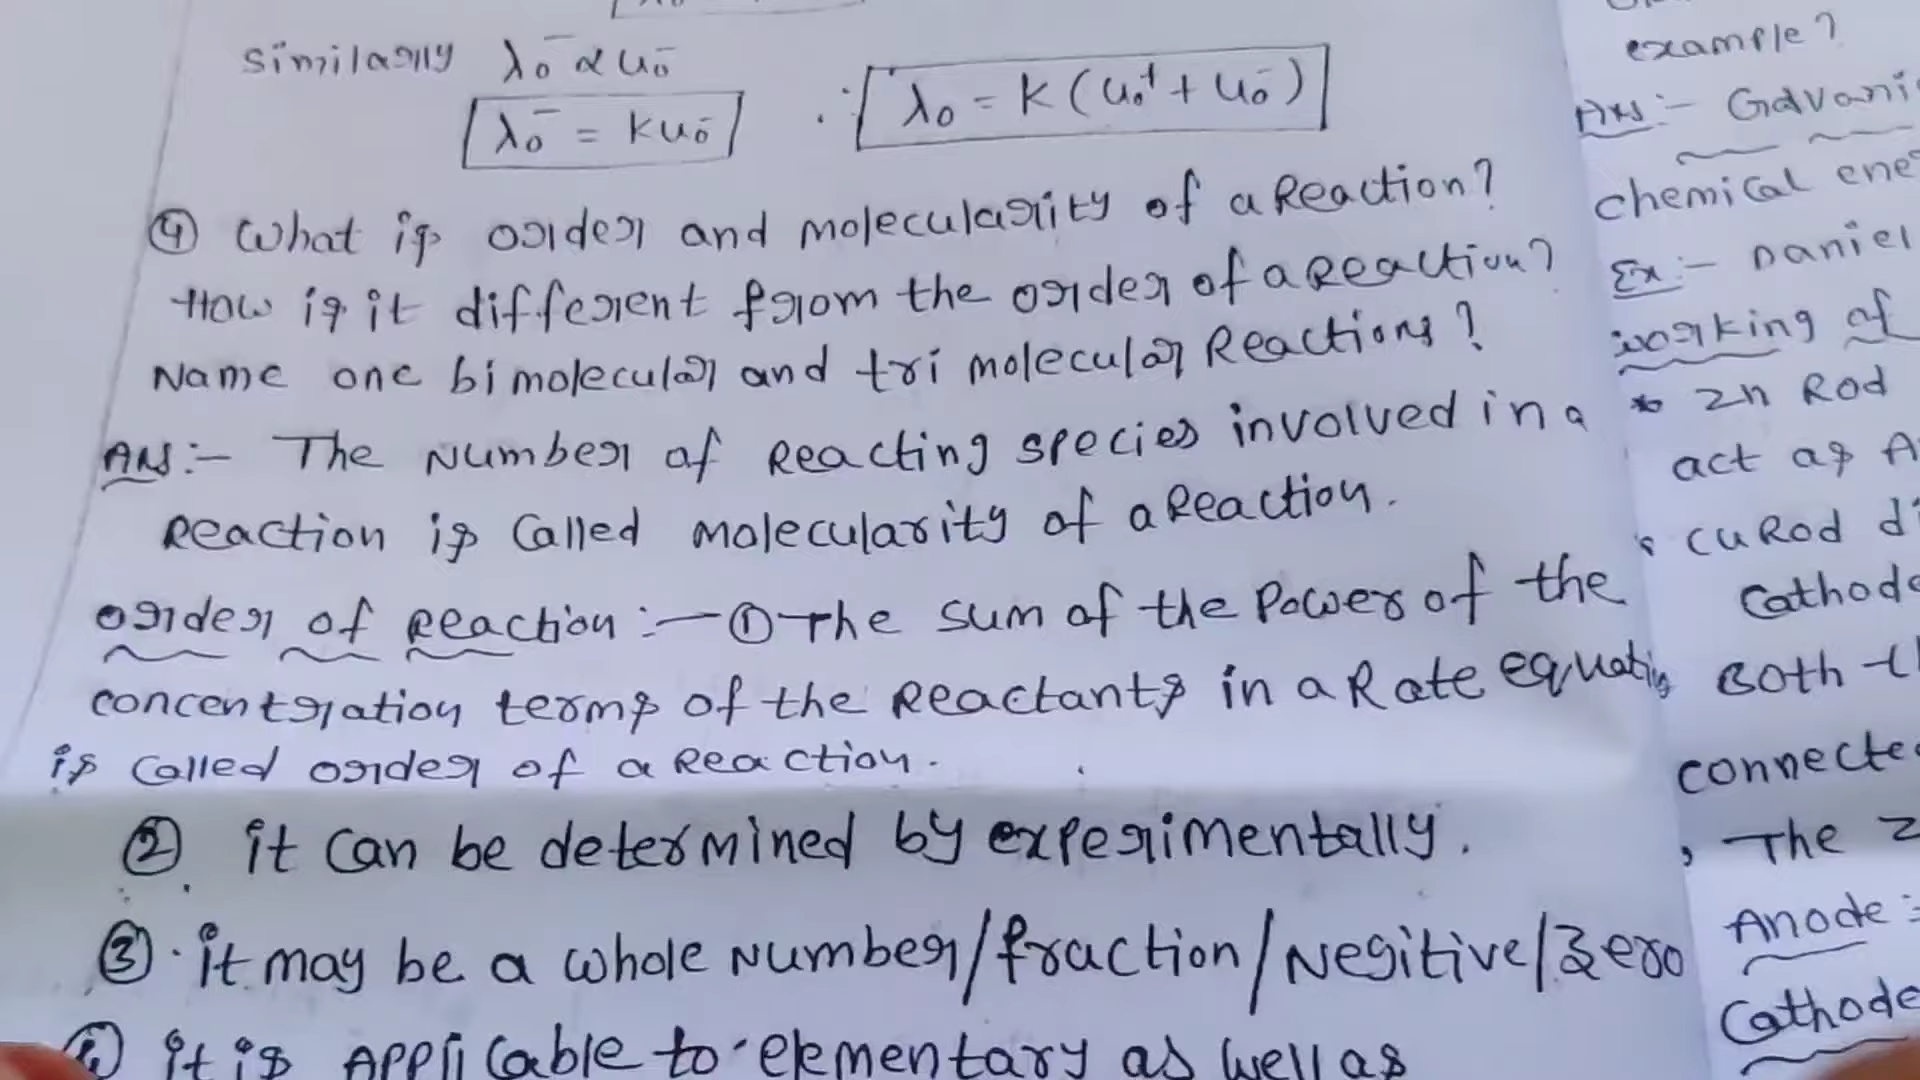 Similarly λ₀⁻ α u₀⁻
λ₀⁻ = Ku₀⁻
∴ λ₀ = K (u₀⁺ + u₀⁻)
④ What is order and molecularity of a Reaction?
How is it different from the order of a Reaction?
Name one bi molecular and tri molecular Reactions?
Ans:- The Number of Reacting species involved in a
Reaction is Called molecularity of a Reaction.
order of Reaction :- ① The sum of the Power of the
concentration terms of the Reactants in a Rate equation
is called order of a Reaction.
② it can be determined by experimentally.
③. it may be a whole Number/fraction/Negitive/Zero
④ it is Applicable to elementary as well as
example?
Ans:-
chemical
Ex:- Daniel
working of
* Zn Rod
act as
Cu Rod
Cathode
Both
connected
, The
Anode :
Cathode